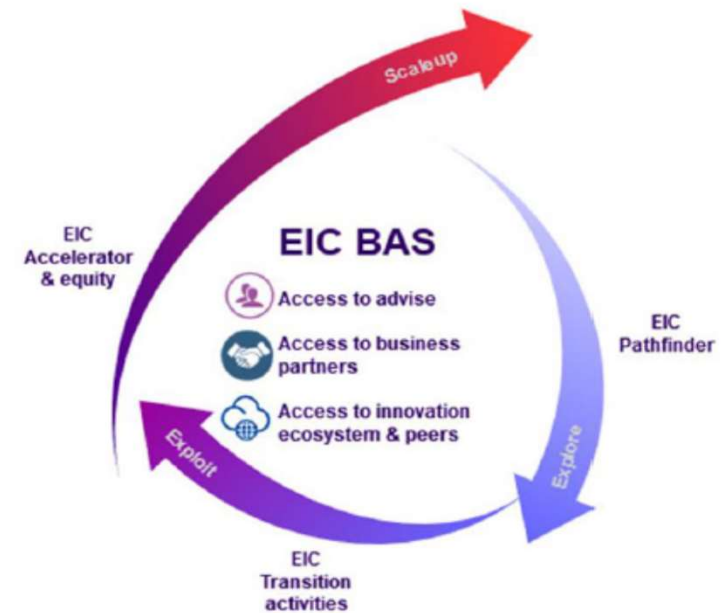 Scaleup
EIC
Accelerator
& equity
EIC BAS
Access to advise
Access to business
partners
Access to innovation
ecosystem & peers
EIC
Pathfinder
Explore
Exploit
EIC
Transition
activities